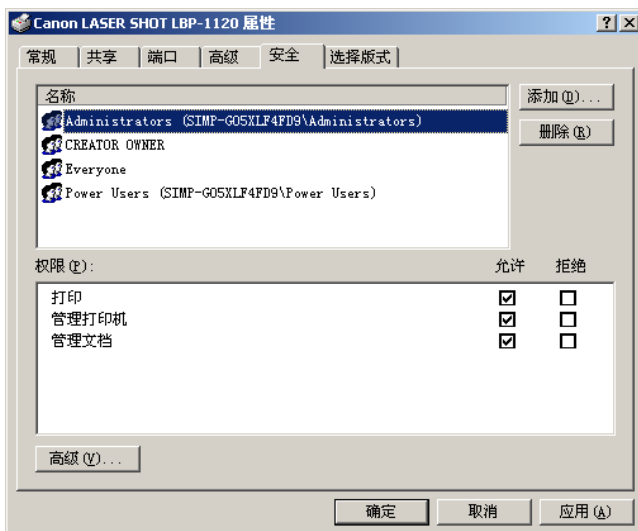 Canon LASER SHOT LBP-1120 属性
常规 共享 端口 高级 安全 选择版式
名称
添加(D)...
Administrators (SIMP-GO5XLF4FD9\Administrators)
删除(R)
CREATOR OWNER
Everyone
Power Users (SIMP-GO5XLF4FD9\Power Users)
权限(P): 允许 拒绝
打印
管理打印机
管理文档
高级(V)...
确定 取消 应用(A)